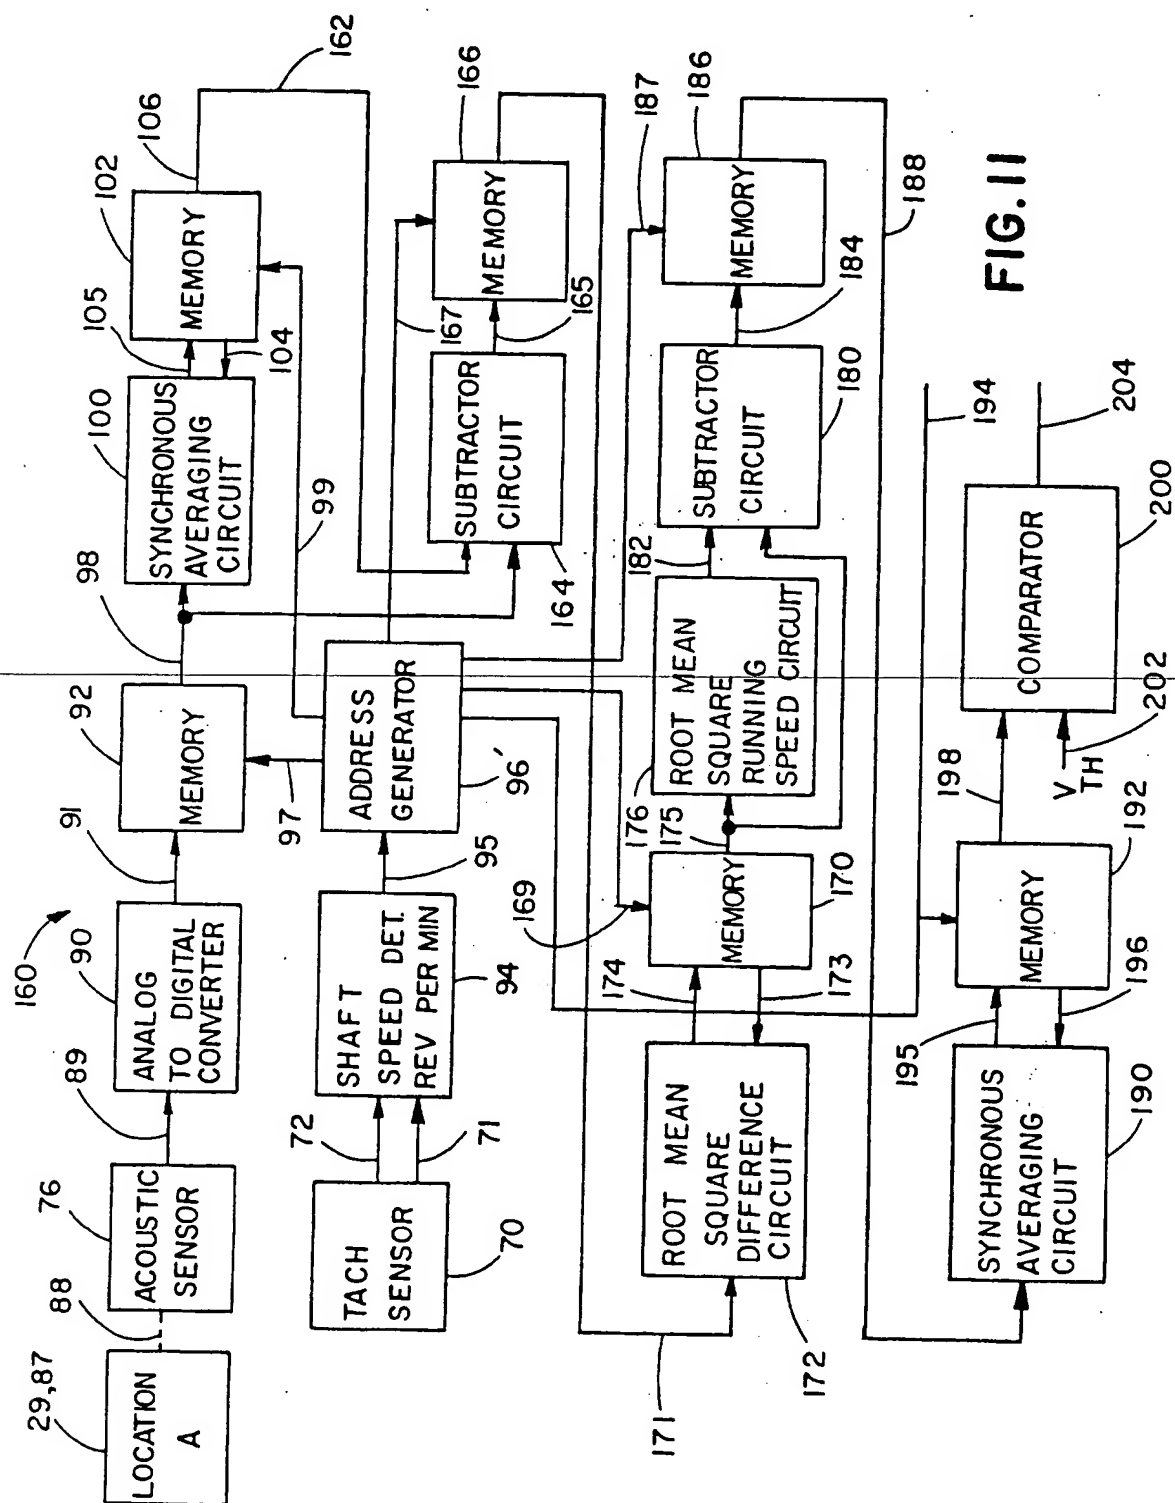 160
29,87
LOCATION
A
88
76
ACOUSTIC
SENSOR
89
90
ANALOG
TO DIGITAL
CONVERTER
91
92
MEMORY
98
100
SYNCHRONOUS
AVERAGING
CIRCUIT
105
104
102
MEMORY
106
162
97
99
TACH
SENSOR
70
72
71
SHAFT
SPEED DET.
REV PER MIN
94
95
ADDRESS
GENERATOR
96'
167
SUBTRACTOR
CIRCUIT
164
165
MEMORY
166
171
ROOT MEAN
SQUARE
DIFFERENCE
CIRCUIT
172
174
173
169
MEMORY
170
175
176
ROOT MEAN
SQUARE
RUNNING
SPEED CIRCUIT
182
SUBTRACTOR
CIRCUIT
180
184
MEMORY
186
187
188
SYNCHRONOUS
AVERAGING
CIRCUIT
190
195
196
MEMORY
192
198
V
TH
202
COMPARATOR
200
194
204
FIG.11